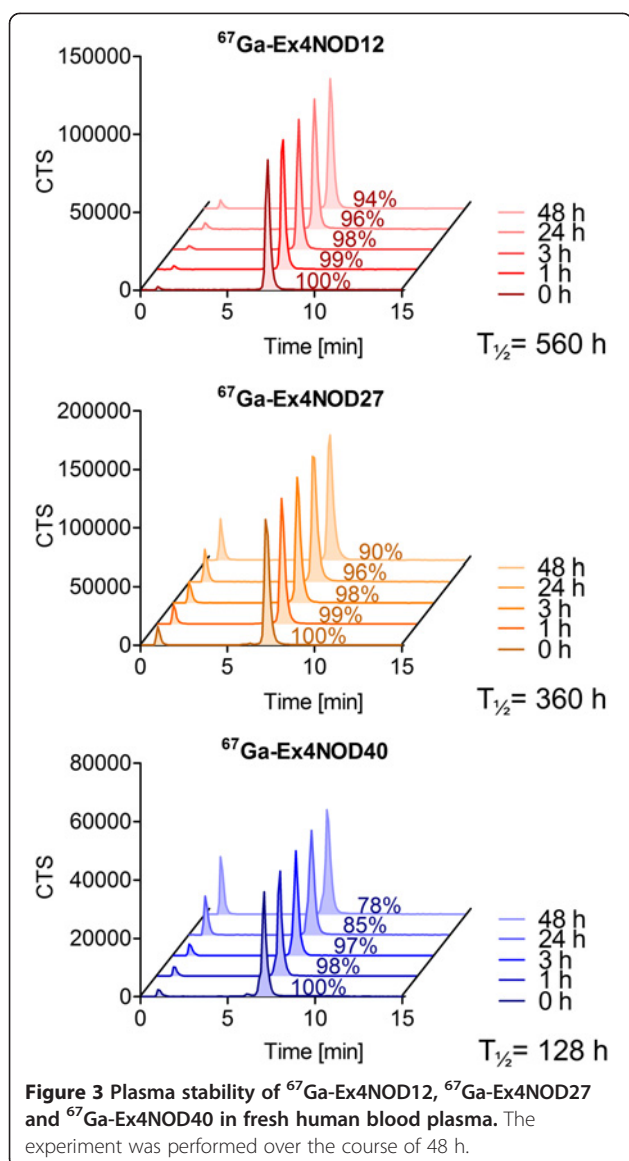 ⁶⁷Ga-Ex4NOD12
150000
100000
50000
0
CTS
94%
96%
98%
99%
100%
0 5 10 15
Time [min]
48 h
24 h
3 h
1 h
0 h
T½= 560 h
⁶⁷Ga-Ex4NOD27
200000
150000
100000
50000
0
CTS
90%
96%
98%
99%
100%
0 5 10 15
Time [min]
48 h
24 h
3 h
1 h
0 h
T½= 360 h
⁶⁷Ga-Ex4NOD40
80000
60000
40000
20000
0
CTS
78%
85%
97%
98%
100%
0 5 10 15
Time [min]
48 h
24 h
3 h
1 h
0 h
T½= 128 h
Figure 3 Plasma stability of ⁶⁷Ga-Ex4NOD12, ⁶⁷Ga-Ex4NOD27
and ⁶⁷Ga-Ex4NOD40 in fresh human blood plasma. The
experiment was performed over the course of 48 h.